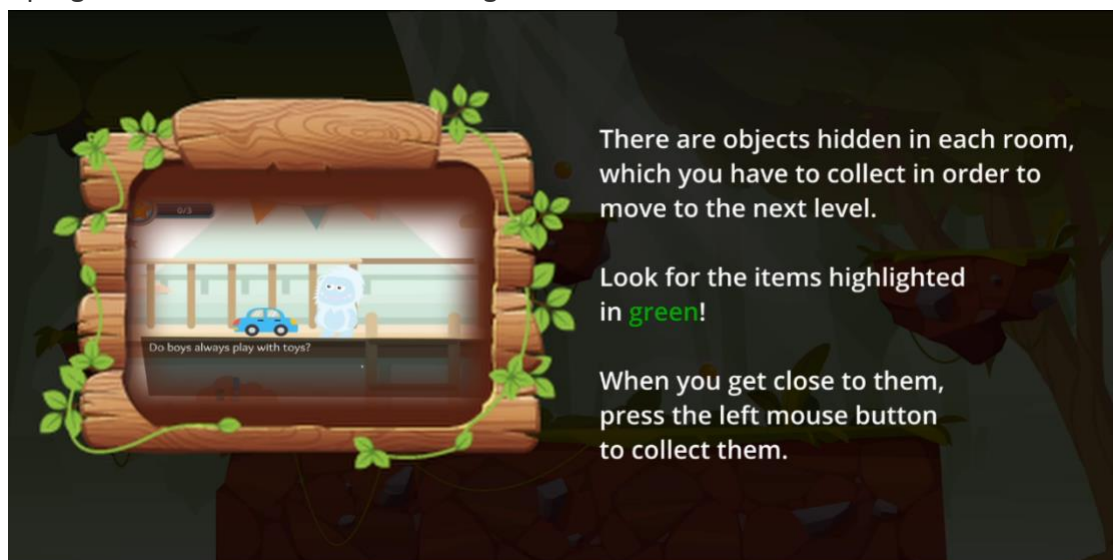 0/3
Do boys always play with toys?
There are objects hidden in each room,
which you have to collect in order to
move to the next level.
Look for the items highlighted
in green!
When you get close to them,
press the left mouse button
to collect them.